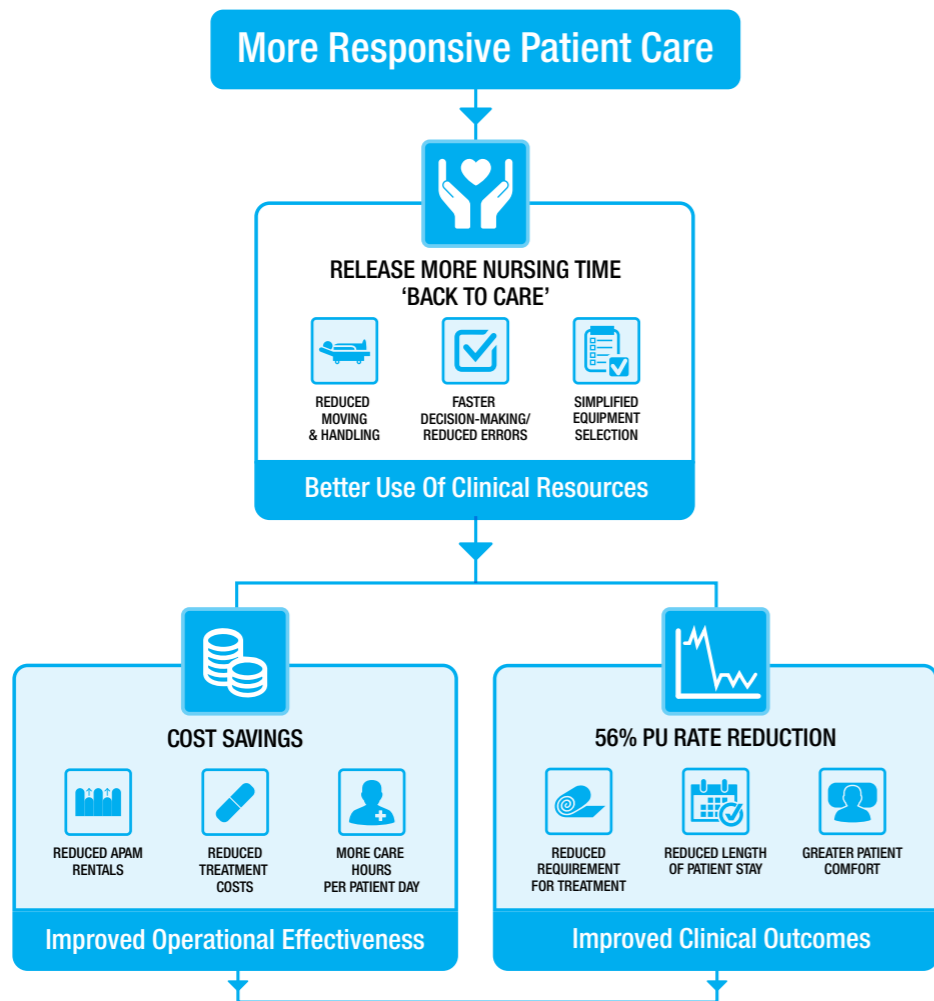 More Responsive Patient Care
RELEASE MORE NURSING TIME
‘BACK TO CARE’
REDUCED
MOVING
& HANDLING
FASTER
DECISION-MAKING/
REDUCED ERRORS
SIMPLIFIED
EQUIPMENT
SELECTION
Better Use Of Clinical Resources
COST SAVINGS
REDUCED APAM
RENTALS
REDUCED
TREATMENT
COSTS
MORE CARE
HOURS
PER PATIENT DAY
Improved Operational Effectiveness
56% PU RATE REDUCTION
REDUCED
REQUIREMENT
FOR TREATMENT
REDUCED LENGTH
OF PATIENT STAY
GREATER PATIENT
COMFORT
Improved Clinical Outcomes